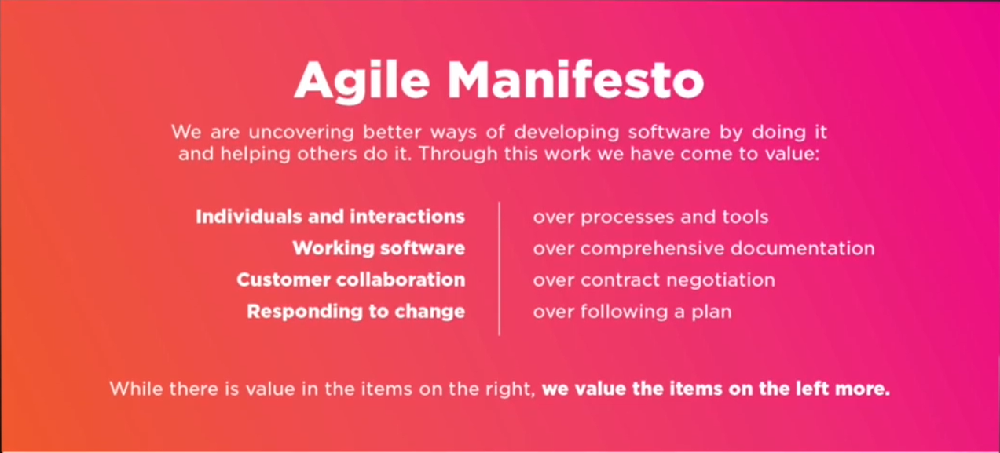 Agile Manifesto
We are uncovering better ways of developing software by doing it
and helping others do it. Through this work we have come to value:
Individuals and interactions over processes and tools
Working software over comprehensive documentation
Customer collaboration over contract negotiation
Responding to change over following a plan
While there is value in the items on the right, we value the items on the left more.